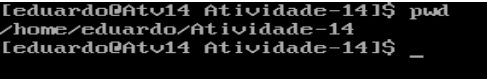 [eduardo@Atv14 Atividade-14]$ pwd
/home/eduardo/Atividade-14
[eduardo@Atv14 Atividade-14]$ _